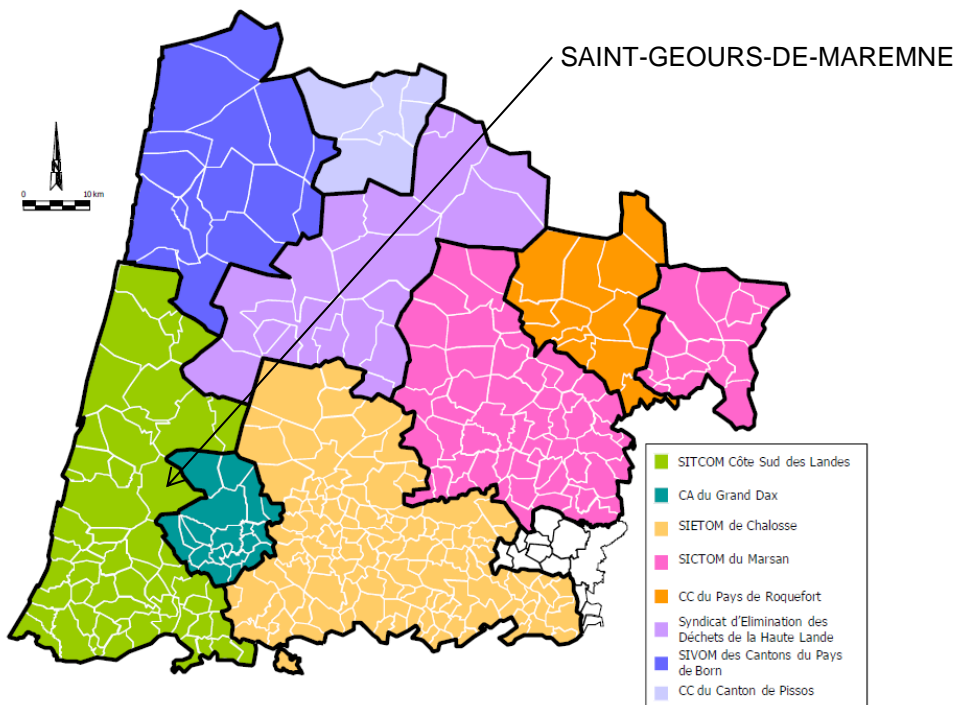 SAINT-GEOURS-DE-MAREMNE
N
0 10 km
SITCOM Côte Sud des Landes
CA du Grand Dax
SIETOM de Chalosse
SICTOM du Marsan
CC du Pays de Roquefort
Syndicat d'Elimination des
Déchets de la Haute Lande
SIVOM des Cantons du Pays
de Born
CC du Canton de Pissos